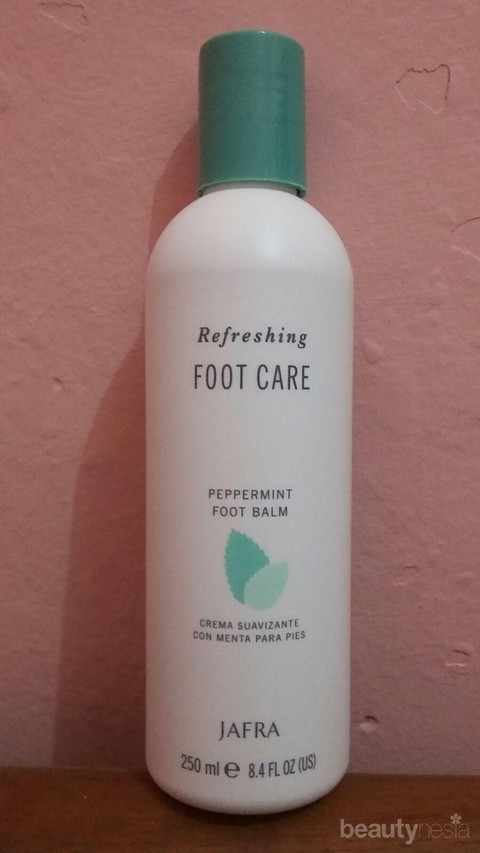 Refreshing
FOOT CARE
PEPPERMINT
FOOT BALM
CREMA SUAVIZANTE
CON MENTA PARA PIES
JAFRA
250 ml ℮ 8.4 FL OZ (US)
beautynesia